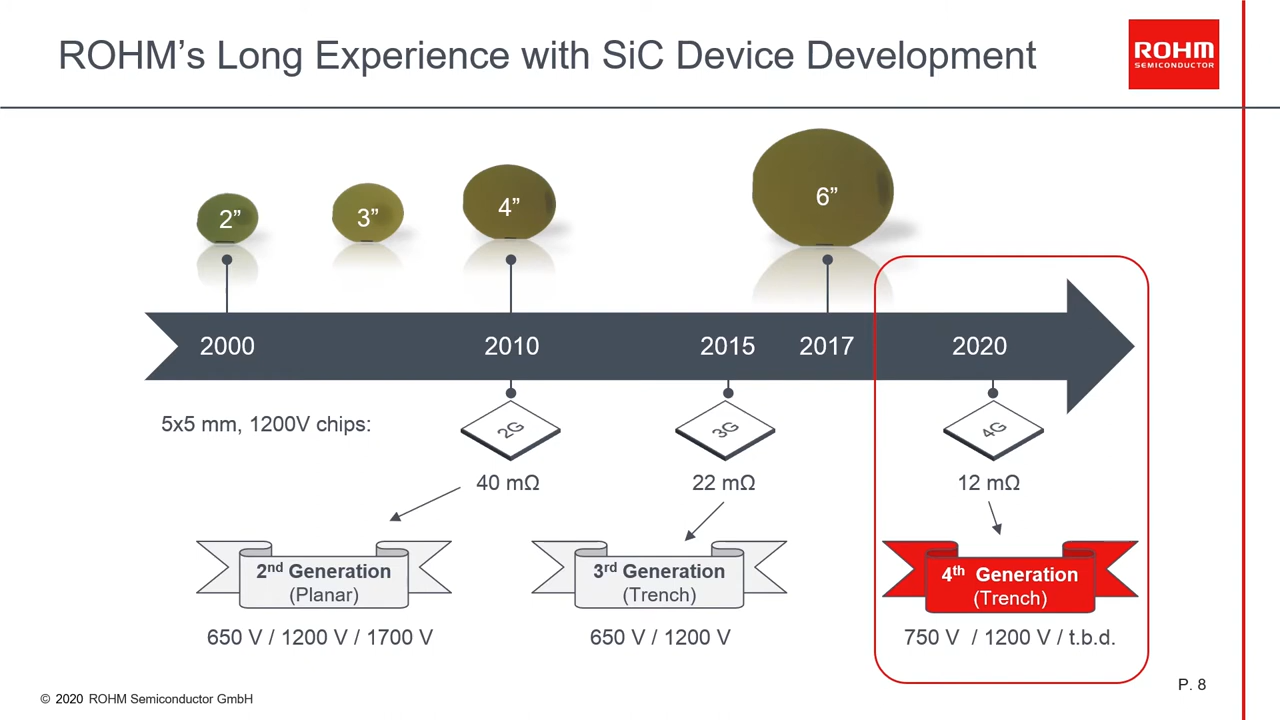 ROHM’s Long Experience with SiC Device Development
ROHM
SEMICONDUCTOR
2”
3”
4”
6”
2000
2010
2015
2017
2020
5x5 mm, 1200V chips:
2G
3G
4G
40 mΩ
22 mΩ
12 mΩ
2nd Generation
(Planar)
3rd Generation
(Trench)
4th Generation
(Trench)
650 V / 1200 V / 1700 V
650 V / 1200 V
750 V / 1200 V / t.b.d.
P. 8
© 2020 ROHM Semiconductor GmbH